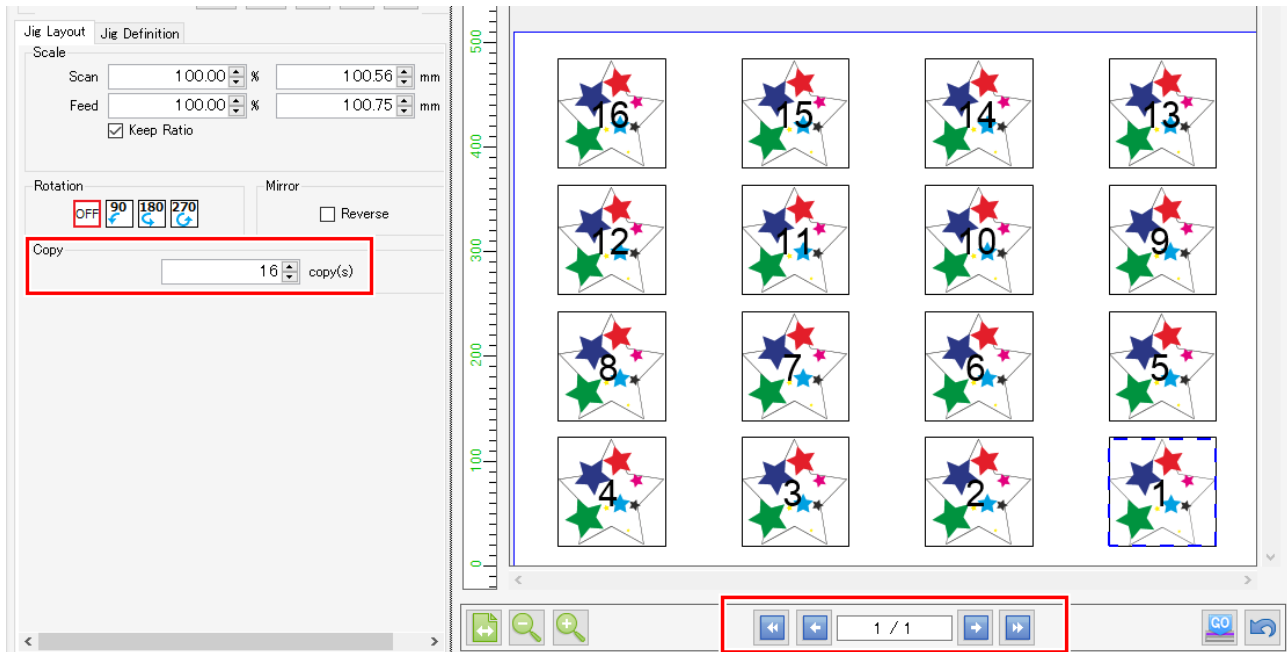 Jig Layout Jig Definition
Scale
Scan 100.00 % 100.56 mm
Feed 100.00 % 100.75 mm
Keep Ratio
Rotation Mirror
OFF 90 180 270 Reverse
Copy
16 copy(s)
500
400
300
200
100
0
16 15 14 13
12 11 10 9
8 7 6 5
4 3 2 1
1 / 1
GO